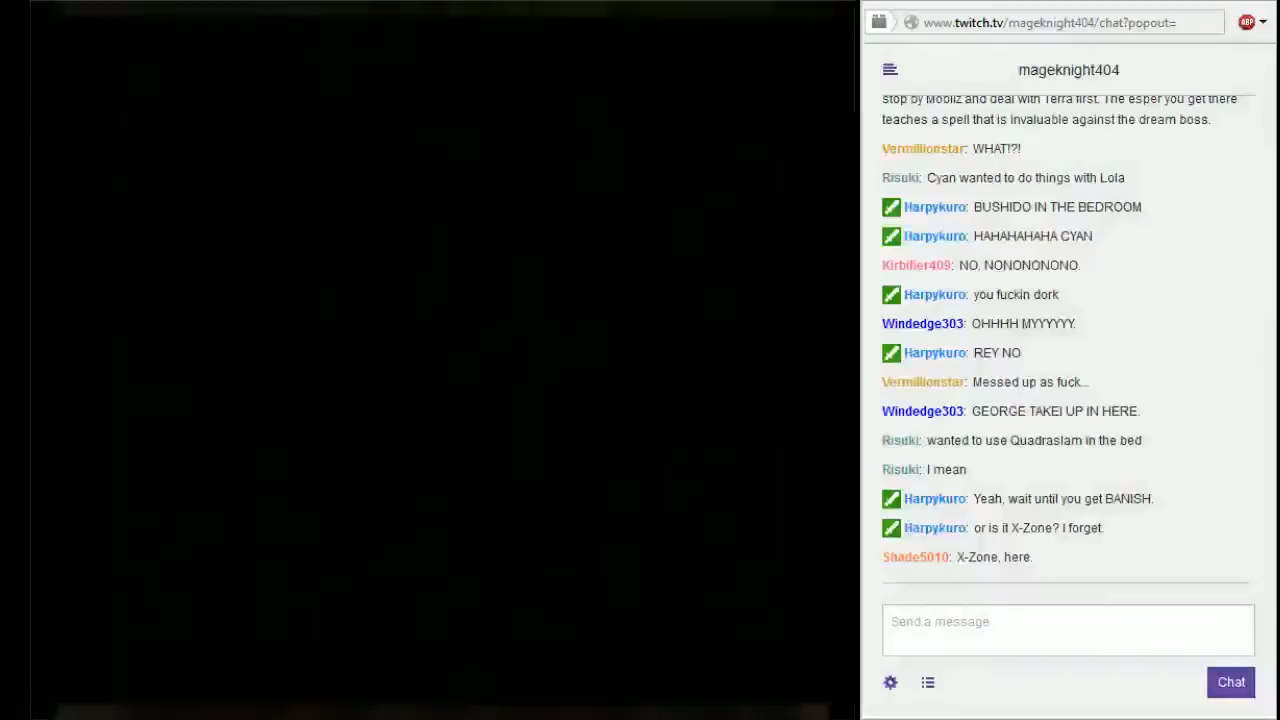 www.twitch.tv/mageknight404/chat?popout=
ABP
mageknight404
stop by Mobliz and deal with Terra first. The esper you get there
teaches a spell that is invaluable against the dream boss.
Vermillionstar: WHAT!?!
Risuki: Cyan wanted to do things with Lola
Harpykuro: BUSHIDO IN THE BEDROOM
Harpykuro: HAHAHAHAHA CYAN
Kirbifier409: NO, NONONONONO.
Harpykuro: you fuckin dork
Windedge303: OHHHH MYYYYYY.
Harpykuro: REY NO
Vermillionstar: Messed up as fuck...
Windedge303: GEORGE TAKEI UP IN HERE.
Risuki: wanted to use Quadraslam in the bed
Risuki: I mean
Harpykuro: Yeah, wait until you get BANISH.
Harpykuro: or is it X-Zone? I forget.
Shade5010: X-Zone, here.
Send a message
Chat